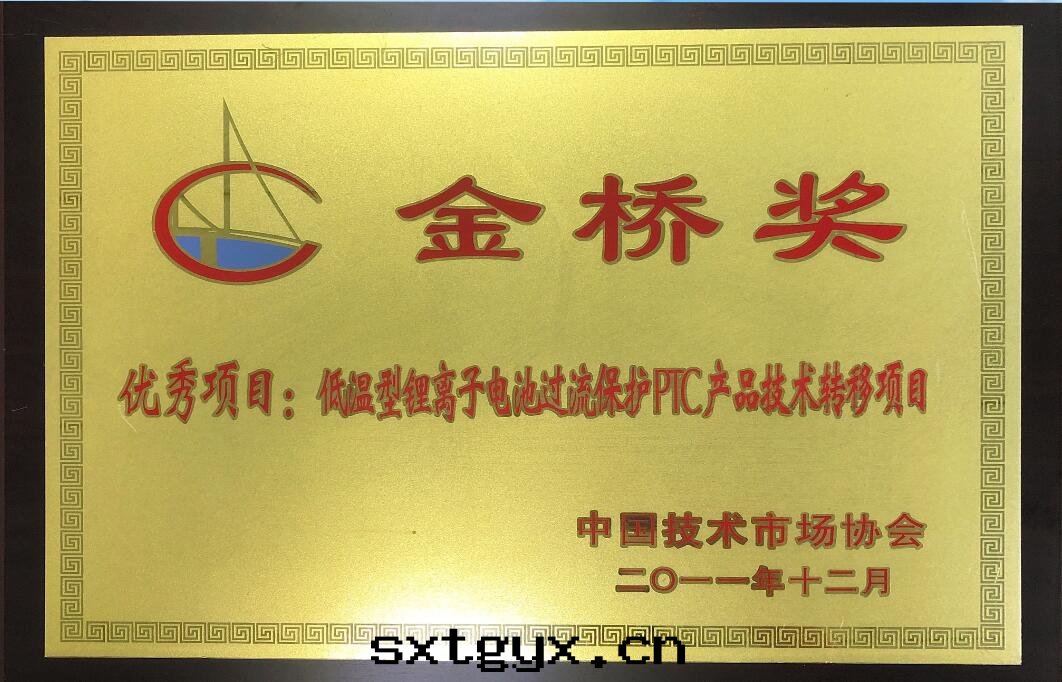 金桥奖
优秀项目：低温型锂离子电池过流保护PTC产品技术转移项目
中国技术市场协会
二〇一一年十二月
sxtgyx.cn